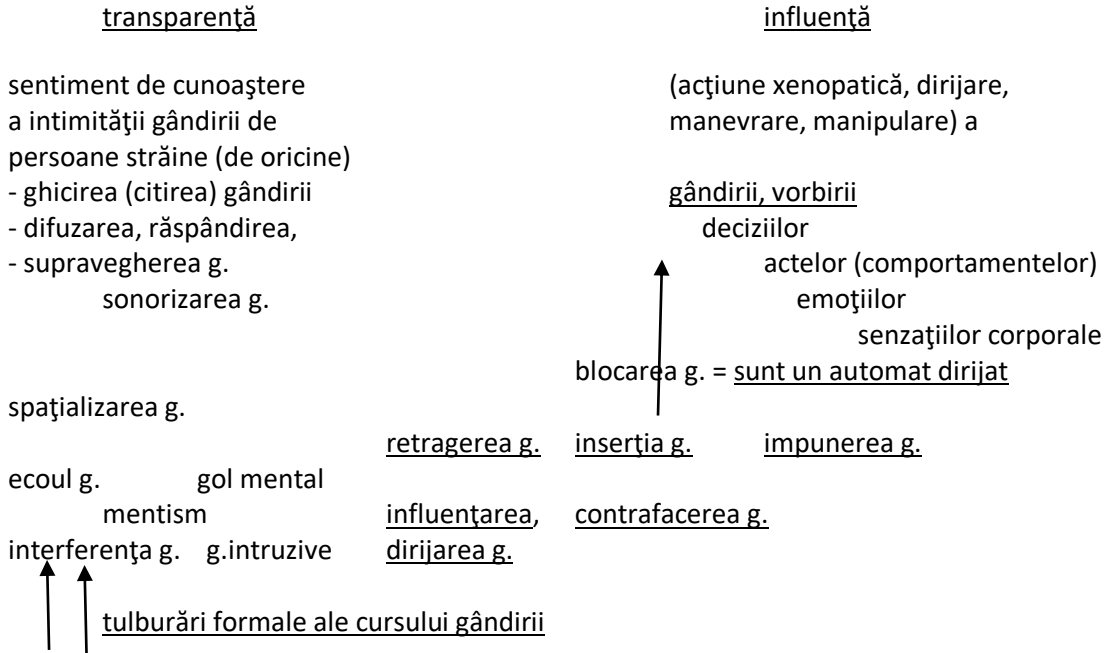 transparenţă influenţă
sentiment de cunoaştere (acţiune xenopatică, dirijare,
a intimităţii gândirii de manevrare, manipulare) a
persoane străine (de oricine)
- ghicirea (citirea) gândirii gândirii, vorbirii
- difuzarea, răspândirea, deciziilor
- supravegherea g. actelor (comportamentelor)
sonorizarea g. emoţiilor
senzaţiilor corporale
blocarea g. = sunt un automat dirijat
spaţializarea g.
retragerea g. inserţia g. impunerea g.
ecoul g. gol mental
mentism influenţarea, contrafacerea g.
interferenţa g. g.intruzive dirijarea g.
tulburări formale ale cursului gândirii